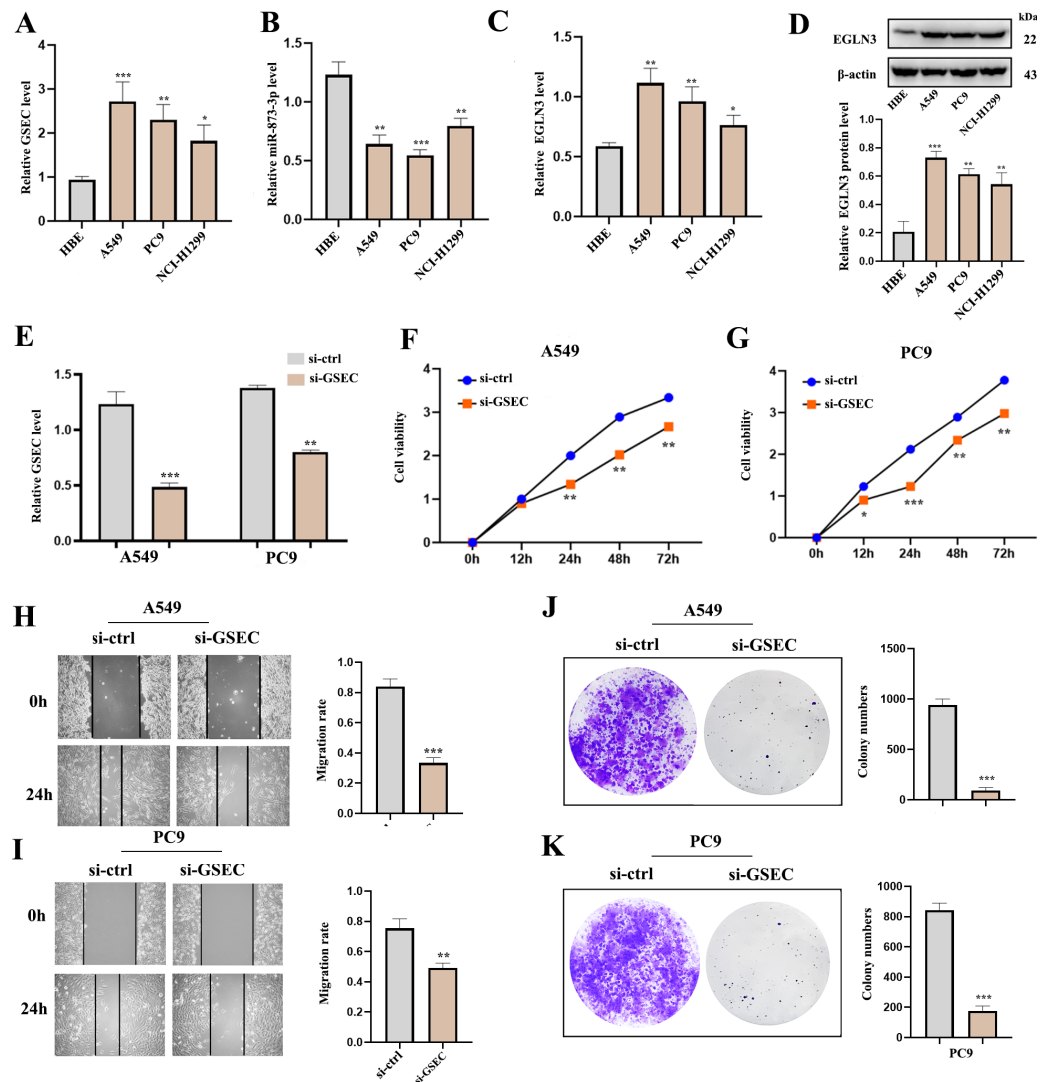 A
Relative GSEC level
4
3
2
1
0
***
**
*
HBE
A549
PC9
NCI-H1299
B
Relative miR-873-3p level
1.5
1.0
0.5
0.0
**
***
**
HBE
A549
PC9
NCI-H1299
C
Relative EGLN3 level
1.5
1.0
0.5
0.0
**
**
*
HBE
A549
PC9
NCI-H1299
D
kDa
EGLN3
22
β-actin
43
HBE
A549
PC9
NCI-H1299
Relative EGLN3 protein level
1.0
0.8
0.6
0.4
0.2
0.0
***
**
**
HBE
A549
PC9
NCI-H1299
E
si-ctrl
si-GSEC
Relative GSEC level
1.5
1.0
0.5
0.0
***
**
A549
PC9
F
A549
si-ctrl
si-GSEC
Cell viability
4
3
2
1
0
**
**
**
0h
12h
24h
48h
72h
G
PC9
si-ctrl
si-GSEC
Cell viability
4
3
2
1
0
*
***
**
**
0h
12h
24h
48h
72h
H
A549
si-ctrl
si-GSEC
0h
24h
Migration rate
1.0
0.8
0.6
0.4
0.2
0.0
***
I
PC9
si-ctrl
si-GSEC
0h
24h
Migration rate
1.0
0.8
0.6
0.4
0.2
0.0
**
si-ctrl
si-GSEC
J
A549
si-ctrl
si-GSEC
Colony numbers
1500
1000
500
0
***
K
PC9
si-ctrl
si-GSEC
Colony numbers
1000
800
600
400
200
0
***
PC9